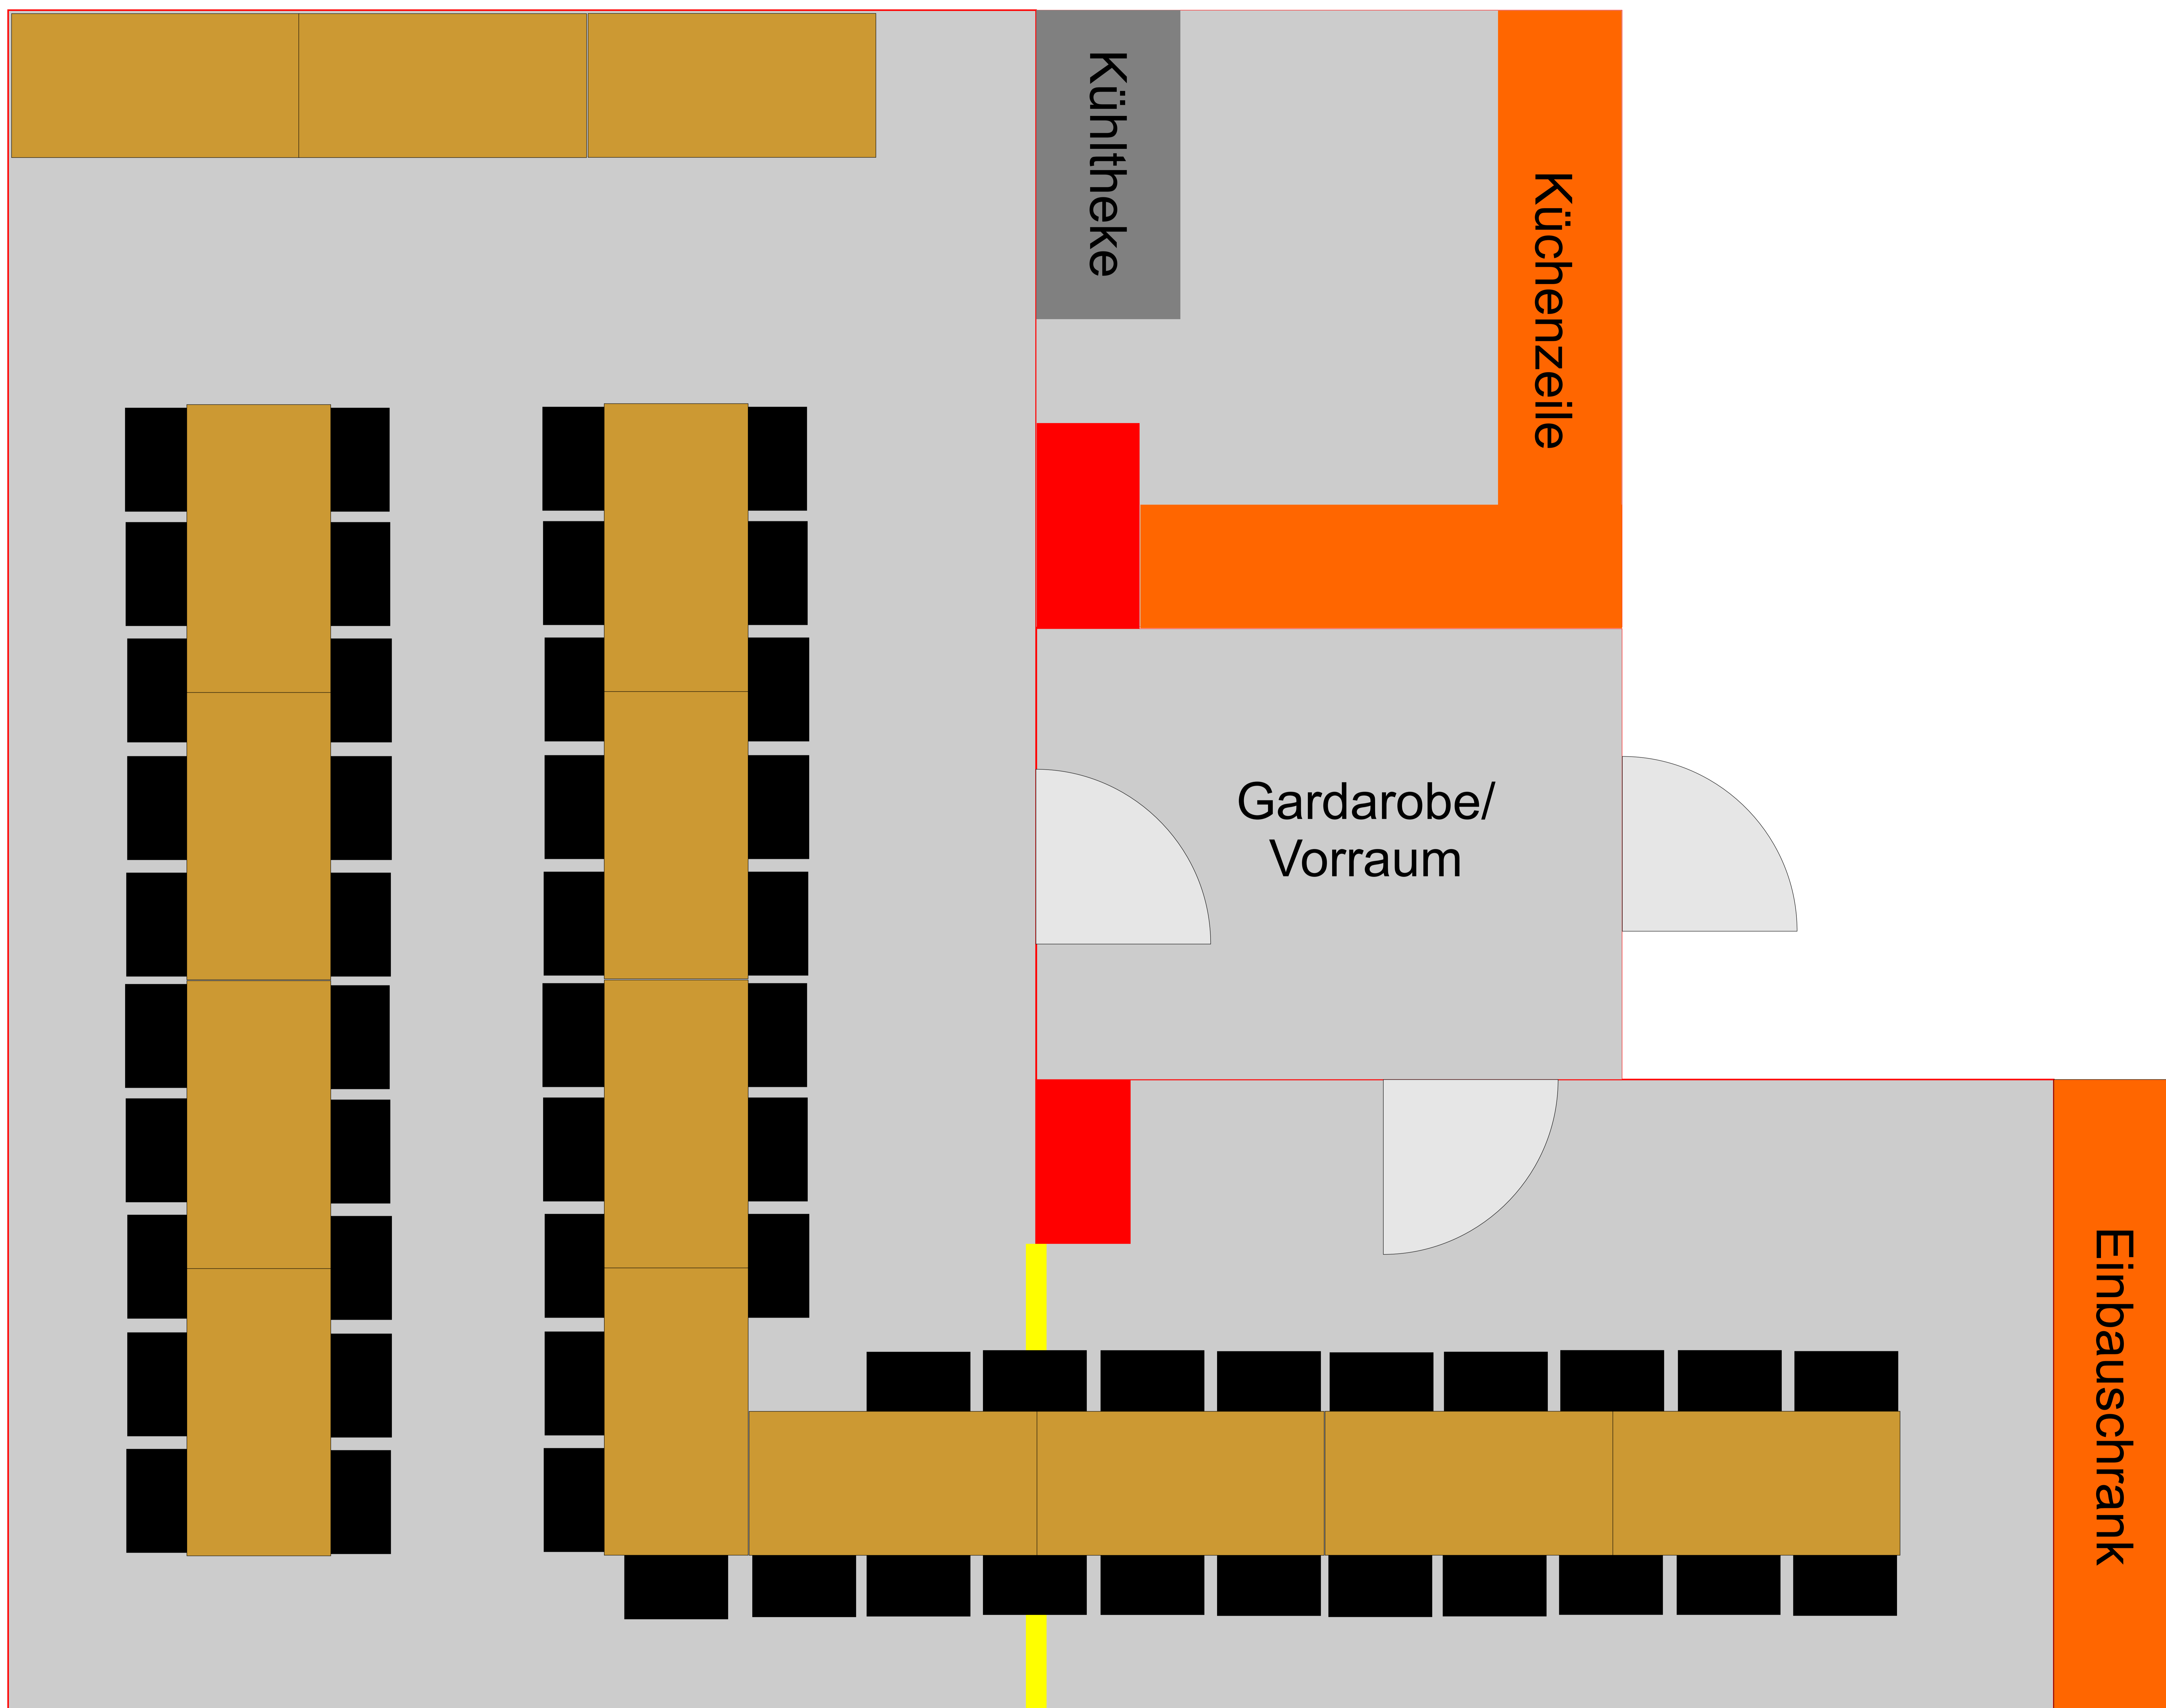 Kühltheke
Küchenzeile
Gardarobe/
Vorraum
Einbauschrank